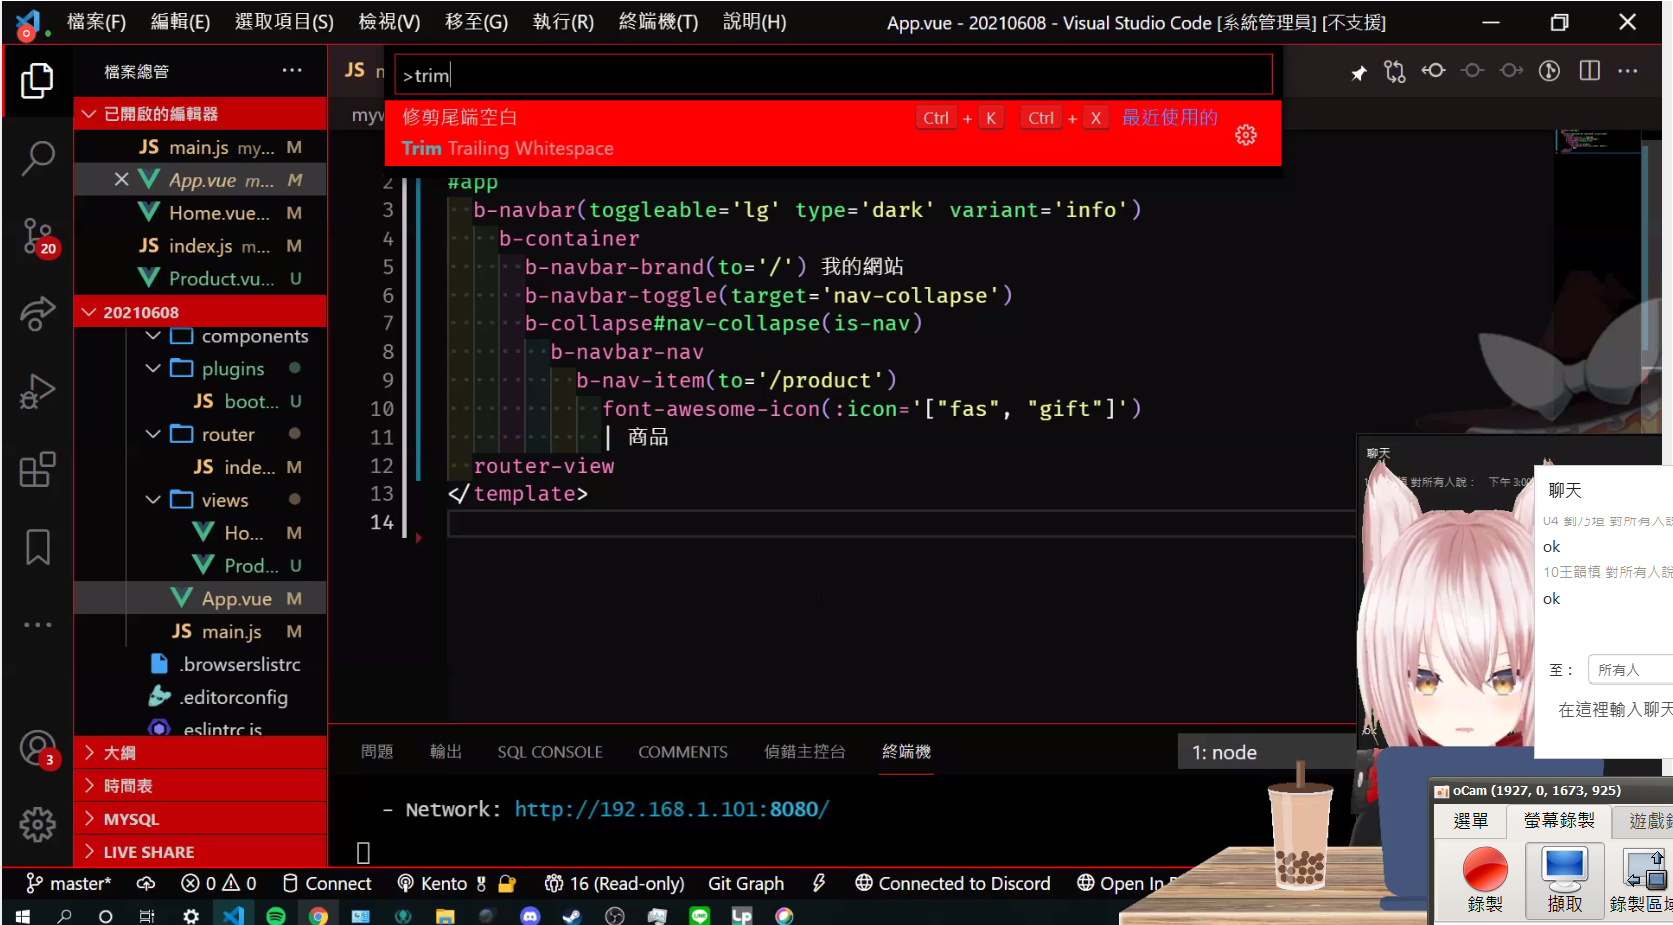 檔案(F) 編輯(E) 選取項目(S) 檢視(V) 移至(G) 執行(R) 終端機(T) 說明(H)
App.vue - 20210608 - Visual Studio Code [系統管理員] [不支援]
檔案總管
已開啟的編輯器
JS main.js my... M
App.vue m... M
Home.vue... M
JS index.js m... M
Product.vu... U
20210608
components
plugins
JS boot... U
router
JS inde... M
views
Ho... M
Prod... U
App.vue M
JS main.js M
.browserslistrc
.editorconfig
.eslintrc.js
大綱
時間表
MYSQL
LIVE SHARE
20
3
JS
>trim
修剪尾端空白
Ctrl + K Ctrl + X 最近使用的
Trim Trailing Whitespace
2 #app
3 b-navbar(toggleable='lg' type='dark' variant='info')
4 b-container
5 b-navbar-brand(to='/') 我的網站
6 b-navbar-toggle(target='nav-collapse')
7 b-collapse#nav-collapse(is-nav)
8 b-navbar-nav
9 b-nav-item(to='/product')
10 font-awesome-icon(:icon='["fas", "gift"]')
11 | 商品
12 router-view
13 </template>
14
問題 輸出 SQL CONSOLE COMMENTS 偵錯主控台 終端機
1: node
- Network: http://192.168.1.101:8080/
聊天
對所有人說： 下午 3:00
聊天
04 劉乃垣 對所有人說
ok
10王韻槙 對所有人說
ok
至： 所有人
在這裡輸入聊天
ok
oCam (1927, 0, 1673, 925)
選單 螢幕錄製 遊戲錄
錄製 擷取 錄製區域
master* 0 0 Connect Kento 16 (Read-only) Git Graph Connected to Discord Open In